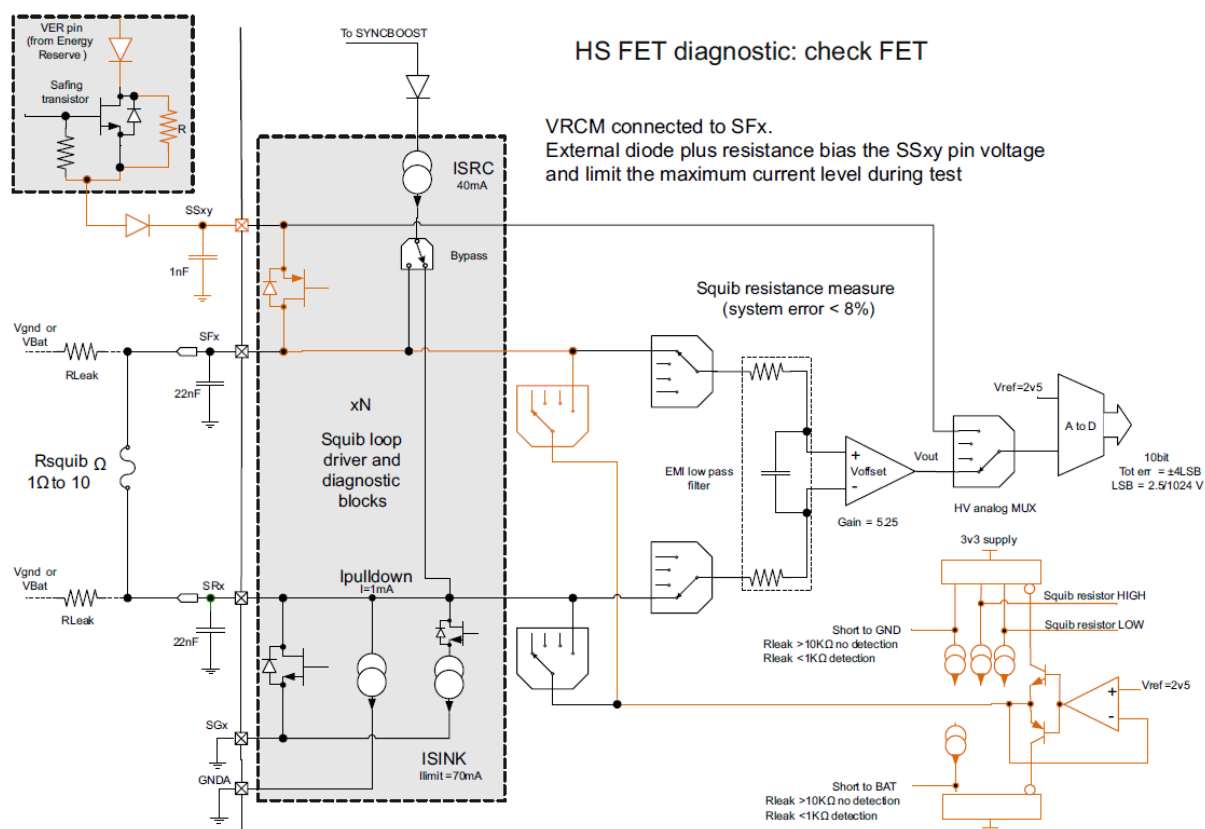 VER pin
(from Energy
Reserve )
Safing
transistor
R
To SYNCBOOST
HS FET diagnostic: check FET
VRCM connected to SFx.
External diode plus resistance bias the SSxy pin voltage
and limit the maximum current level during test
ISRC
40mA
SSxy
1nF
Bypass
Squib resistance measure
(system error < 8%)
Vgnd or
VBat
SFx
RLeak
22nF
Vref=2v5
A to D
xN
Squib loop
driver and
diagnostic
blocks
Rsquib Ω
1Ω to 10
EMI low pass
filter
+
Voffset
-
Vout
Gain = 5.25
HV analog MUX
10bit
Tot err = ±4LSB
LSB = 2.5/1024 V
3v3 supply
Vgnd or
VBat
SRx
RLeak
22nF
Ipulldown
I=1mA
Squib resistor HIGH
Squib resistor LOW
Short to GND
Rleak >10KΩ no detection
Rleak <1KΩ detection
Vref =2v5
+
-
SGx
GNDA
ISINK
Ilimit =70mA
Short to BAT
Rleak >10KΩ no detection
Rleak <1KΩ detection